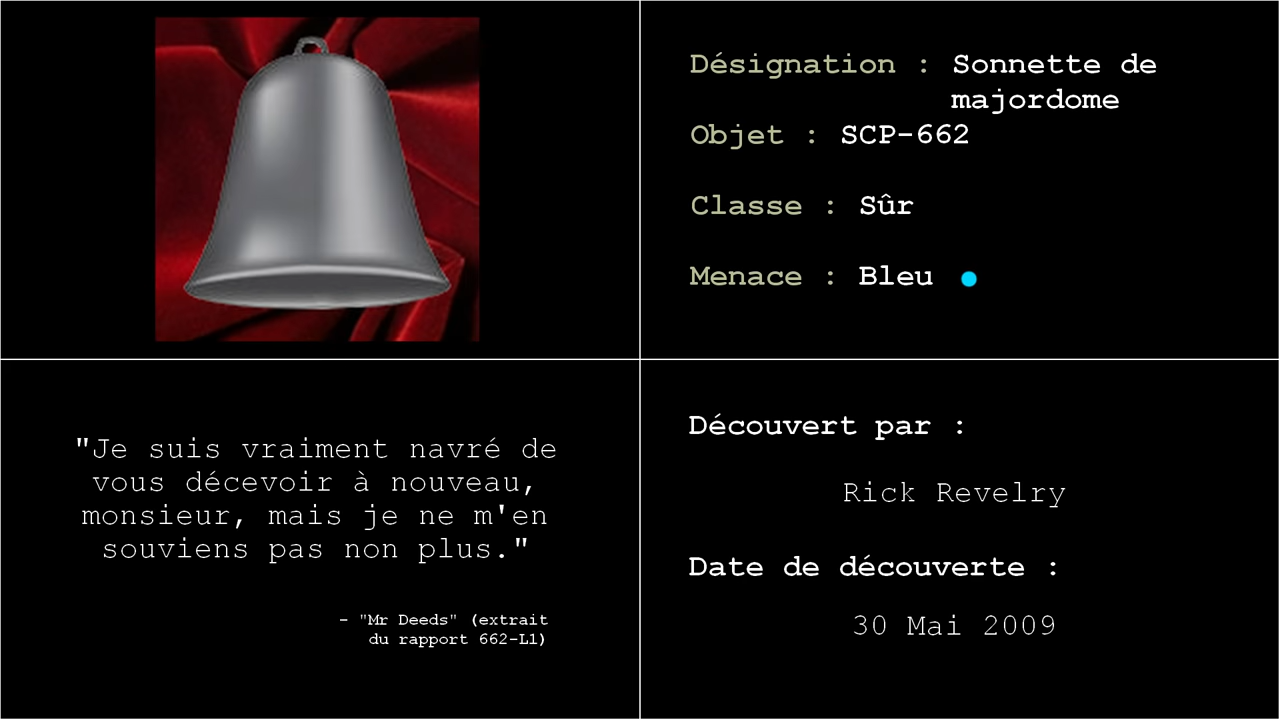 Désignation : Sonnette de
majordome
Objet : SCP-662
Classe : Sûr
Menace : Bleu
"Je suis vraiment navré de
vous décevoir à nouveau,
monsieur, mais je ne m'en
souviens pas non plus."
- "Mr Deeds" (extrait
du rapport 662-L1)
Découvert par :
Rick Revelry
Date de découverte :
30 Mai 2009